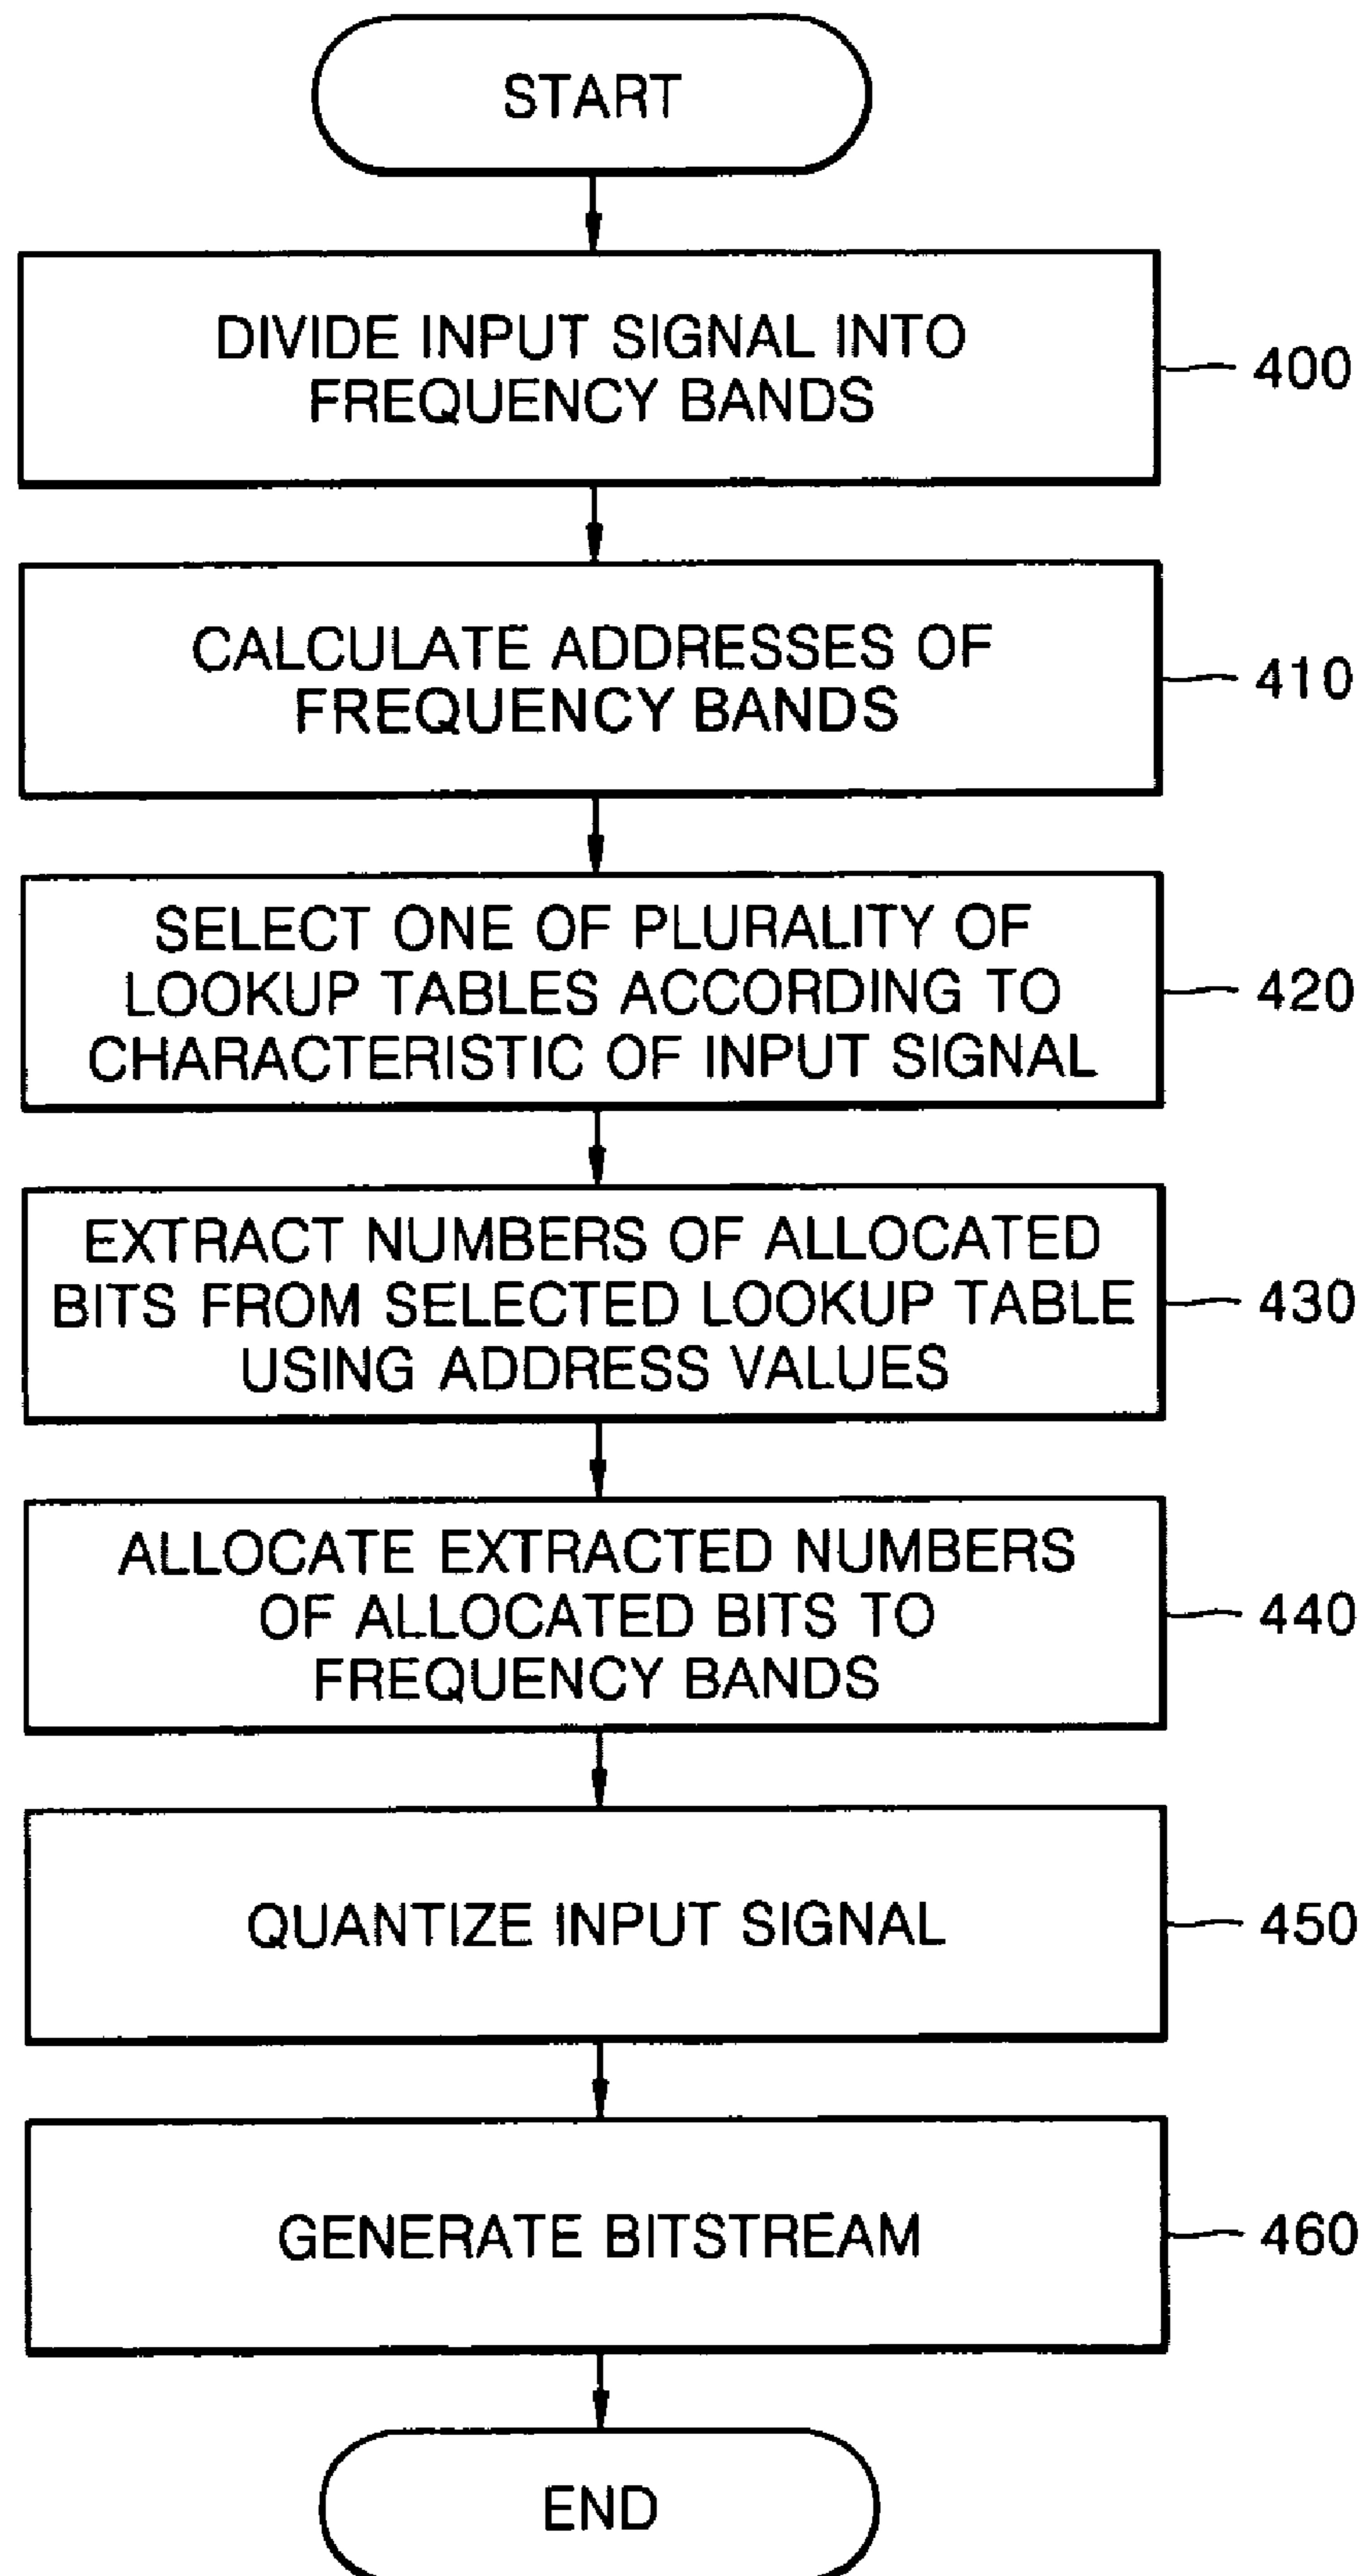 START
DIVIDE INPUT SIGNAL INTO
FREQUENCY BANDS
400
CALCULATE ADDRESSES OF
FREQUENCY BANDS
410
SELECT ONE OF PLURALITY OF
LOOKUP TABLES ACCORDING TO
CHARACTERISTIC OF INPUT SIGNAL
420
EXTRACT NUMBERS OF ALLOCATED
BITS FROM SELECTED LOOKUP TABLE
USING ADDRESS VALUES
430
ALLOCATE EXTRACTED NUMBERS
OF ALLOCATED BITS TO
FREQUENCY BANDS
440
QUANTIZE INPUT SIGNAL
450
GENERATE BITSTREAM
460
END